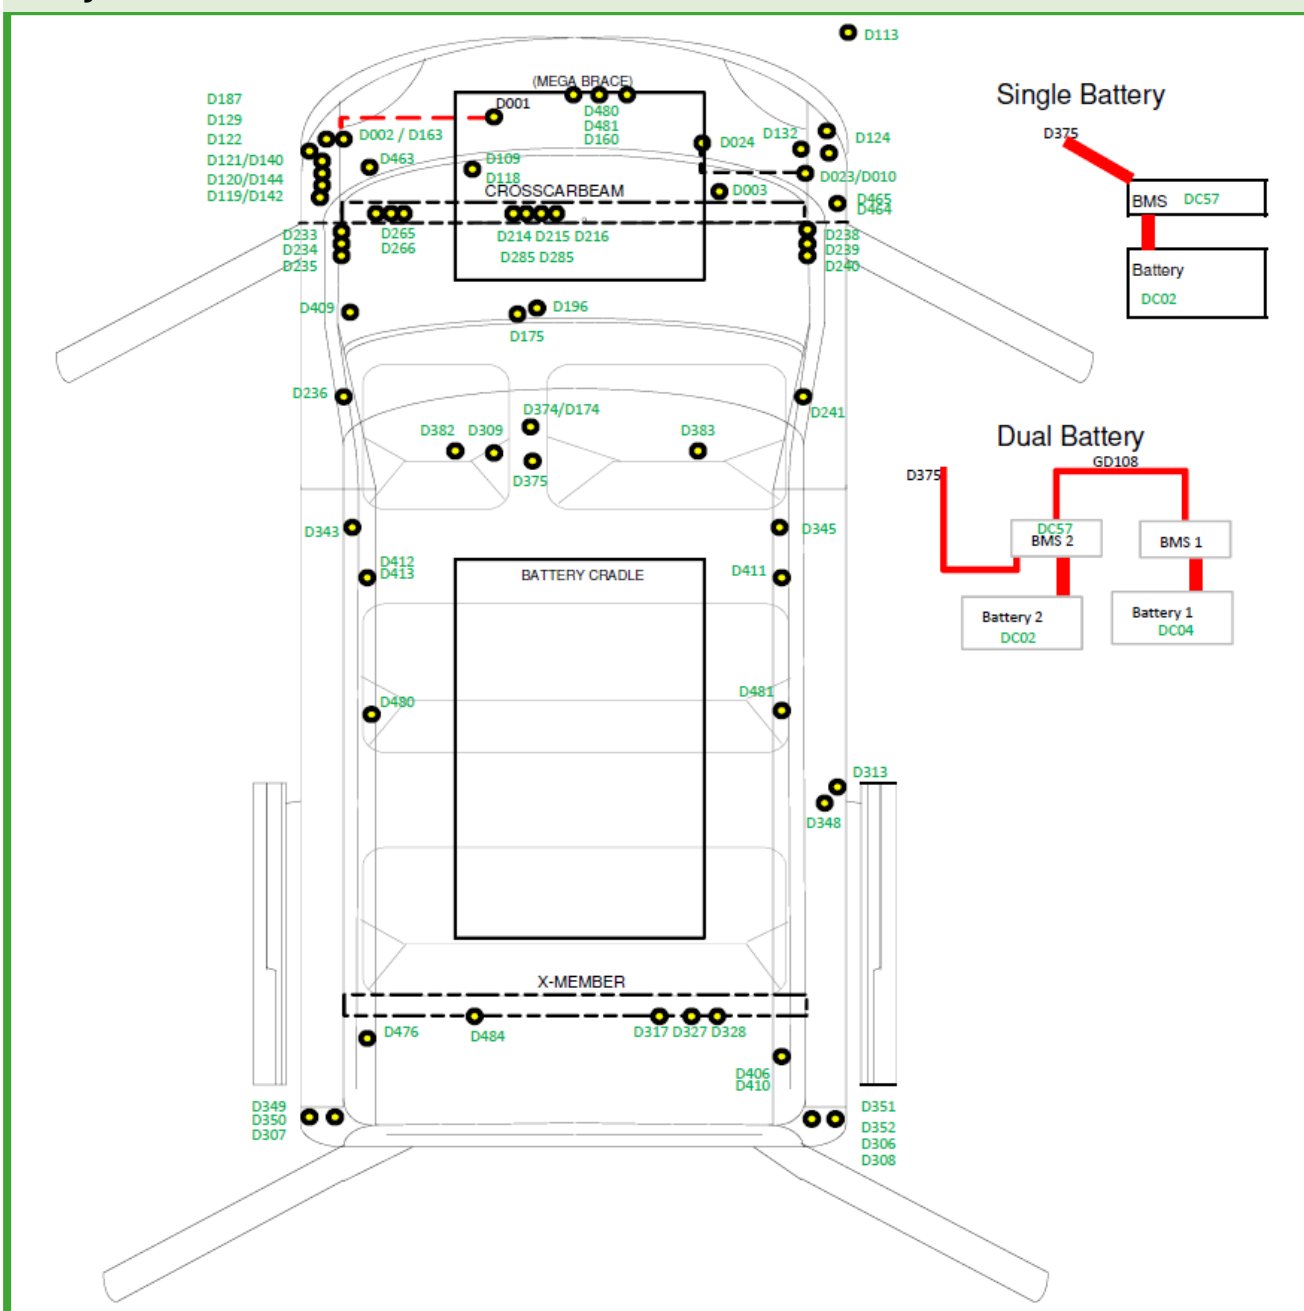 D113
(MEGA BRACE)
Single Battery
D187
D001
D480
D129
D481
D375
D122
D002 / D163
D160
D024
D132
D124
D121/D140
D463
D109
D120/D144
D118
D023/D010
D119/D142
CROSSCARBEAM
D003
D465
D464
BMS
DC57
D233
D265
D214 D215 D216
D238
D234
D266
D239
D235
D285 D285
D240
Battery
DC02
D409
D196
D175
D236
D374/D174
D241
D382
D309
D383
Dual Battery
D375
GD108
D375
D343
D345
DC57
BMS 2
BMS 1
D412
D413
BATTERY CRADLE
D411
Battery 2
DC02
Battery 1
DC04
D480
D481
D313
D348
X-MEMBER
D476
D484
D317 D327 D328
D406
D410
D349
D350
D307
D351
D352
D306
D308